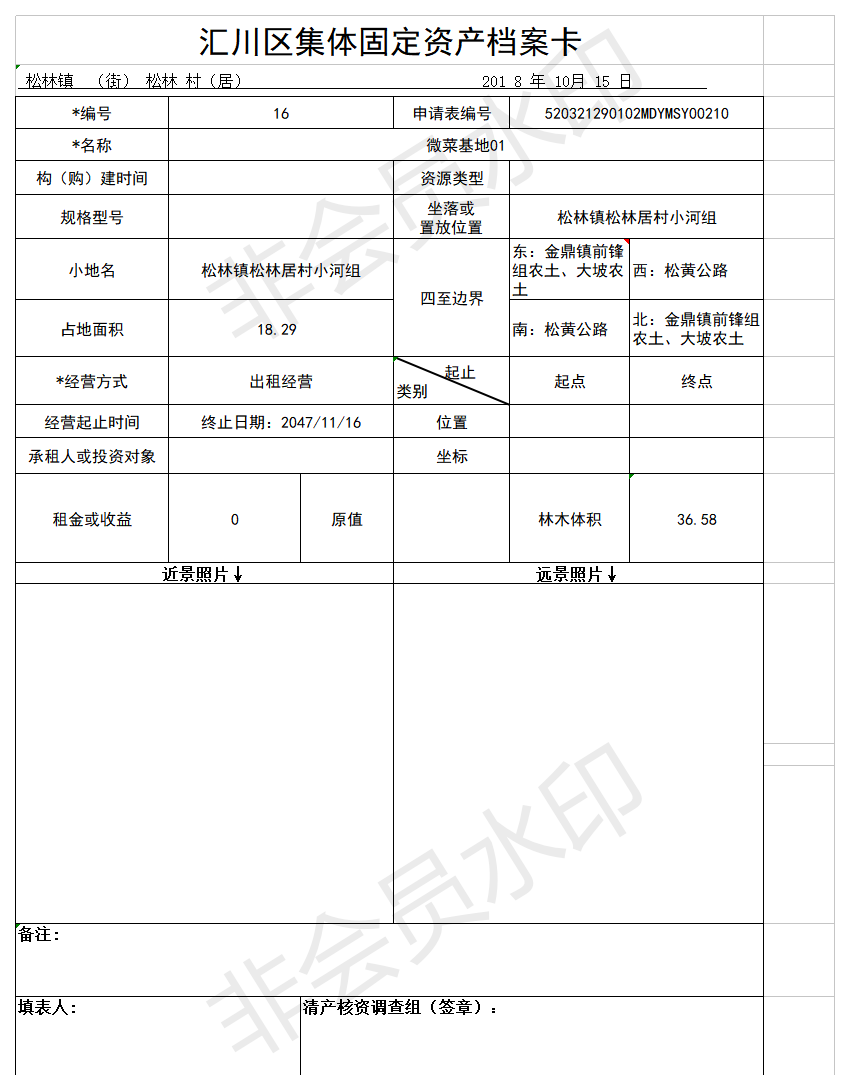 汇川区集体固定资产档案卡
松林镇 （街） 松林 村（居） 201 8 年 10月 15 日
*编号 16 申请表编号 520321290102MDYMSY00210
*名称 微菜基地01
构（购）建时间 资源类型
规格型号 坐落或
置放位置 松林镇松林居村小河组
小地名 松林镇松林居村小河组 四至边界 东：金鼎镇前锋
组农土、大坡农
土 西：松黄公路
占地面积 18.29 南：松黄公路 北：金鼎镇前锋组
农土、大坡农土
*经营方式 出租经营 起止
类别 起点 终点
经营起止时间 终止日期：2047/11/16 位置
承租人或投资对象 坐标
租金或收益 0 原值 林木体积 36.58
近景照片↓ 远景照片↓
备注：
填表人： 清产核资调查组（签章）：
非会员水印
非会员水印